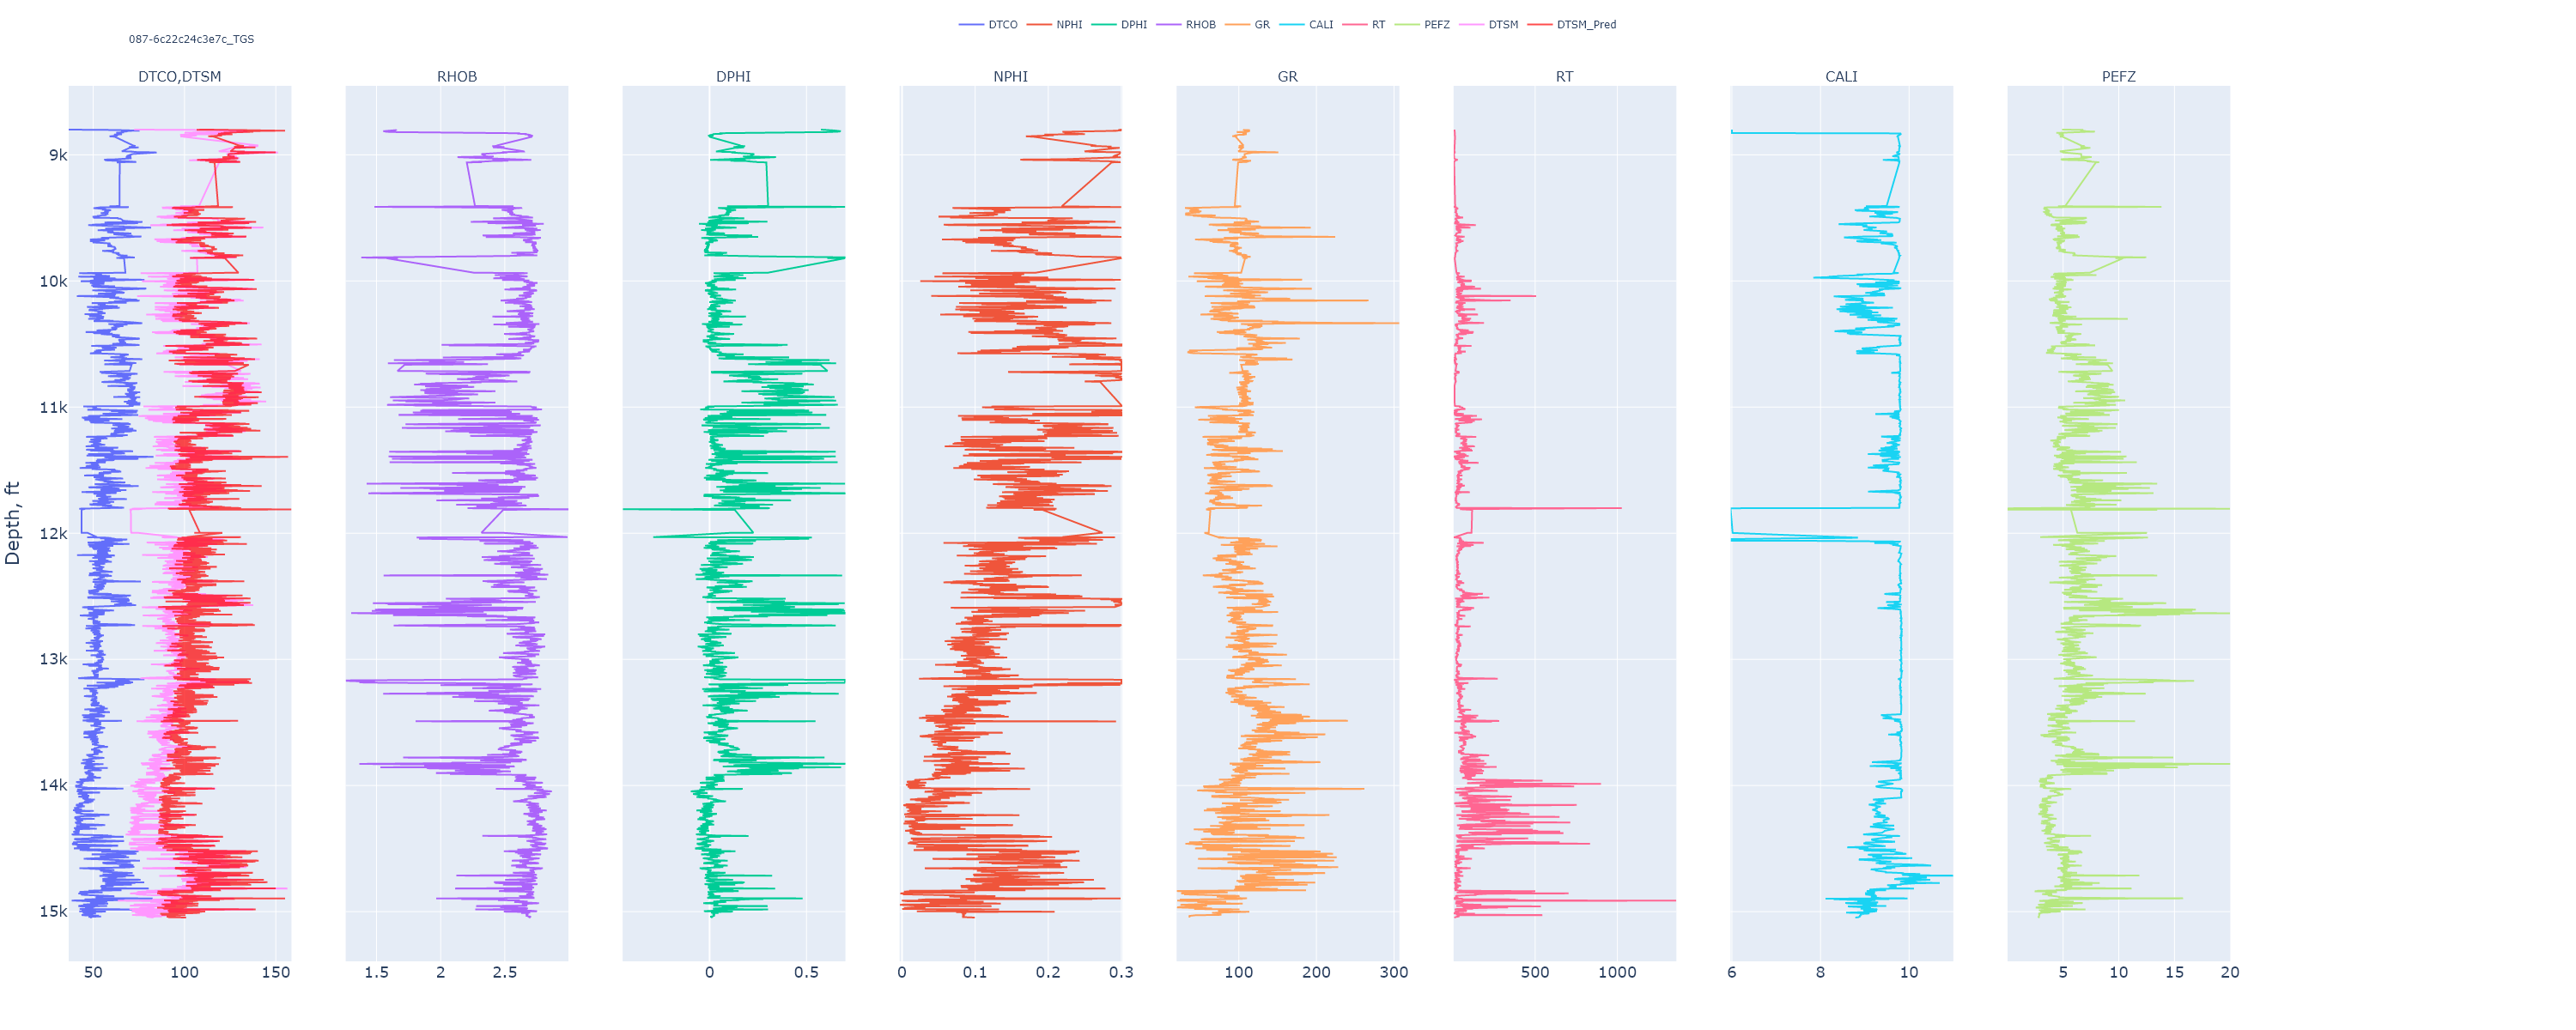 DTCO NPHI DPHI RHOB GR CALI RT PEFZ DTSM DTSM_Pred
087-6c22c24c3e7c_TGS
DTCO,DTSM RHOB DPHI NPHI GR RT CALI PEFZ
Depth, ft
9k
10k
11k
12k
13k
14k
15k
50 100 150 1.5 2 2.5 0 0.5 0 0.1 0.2 0.3 100 200 300 500 1000 6 8 10 5 10 15 20